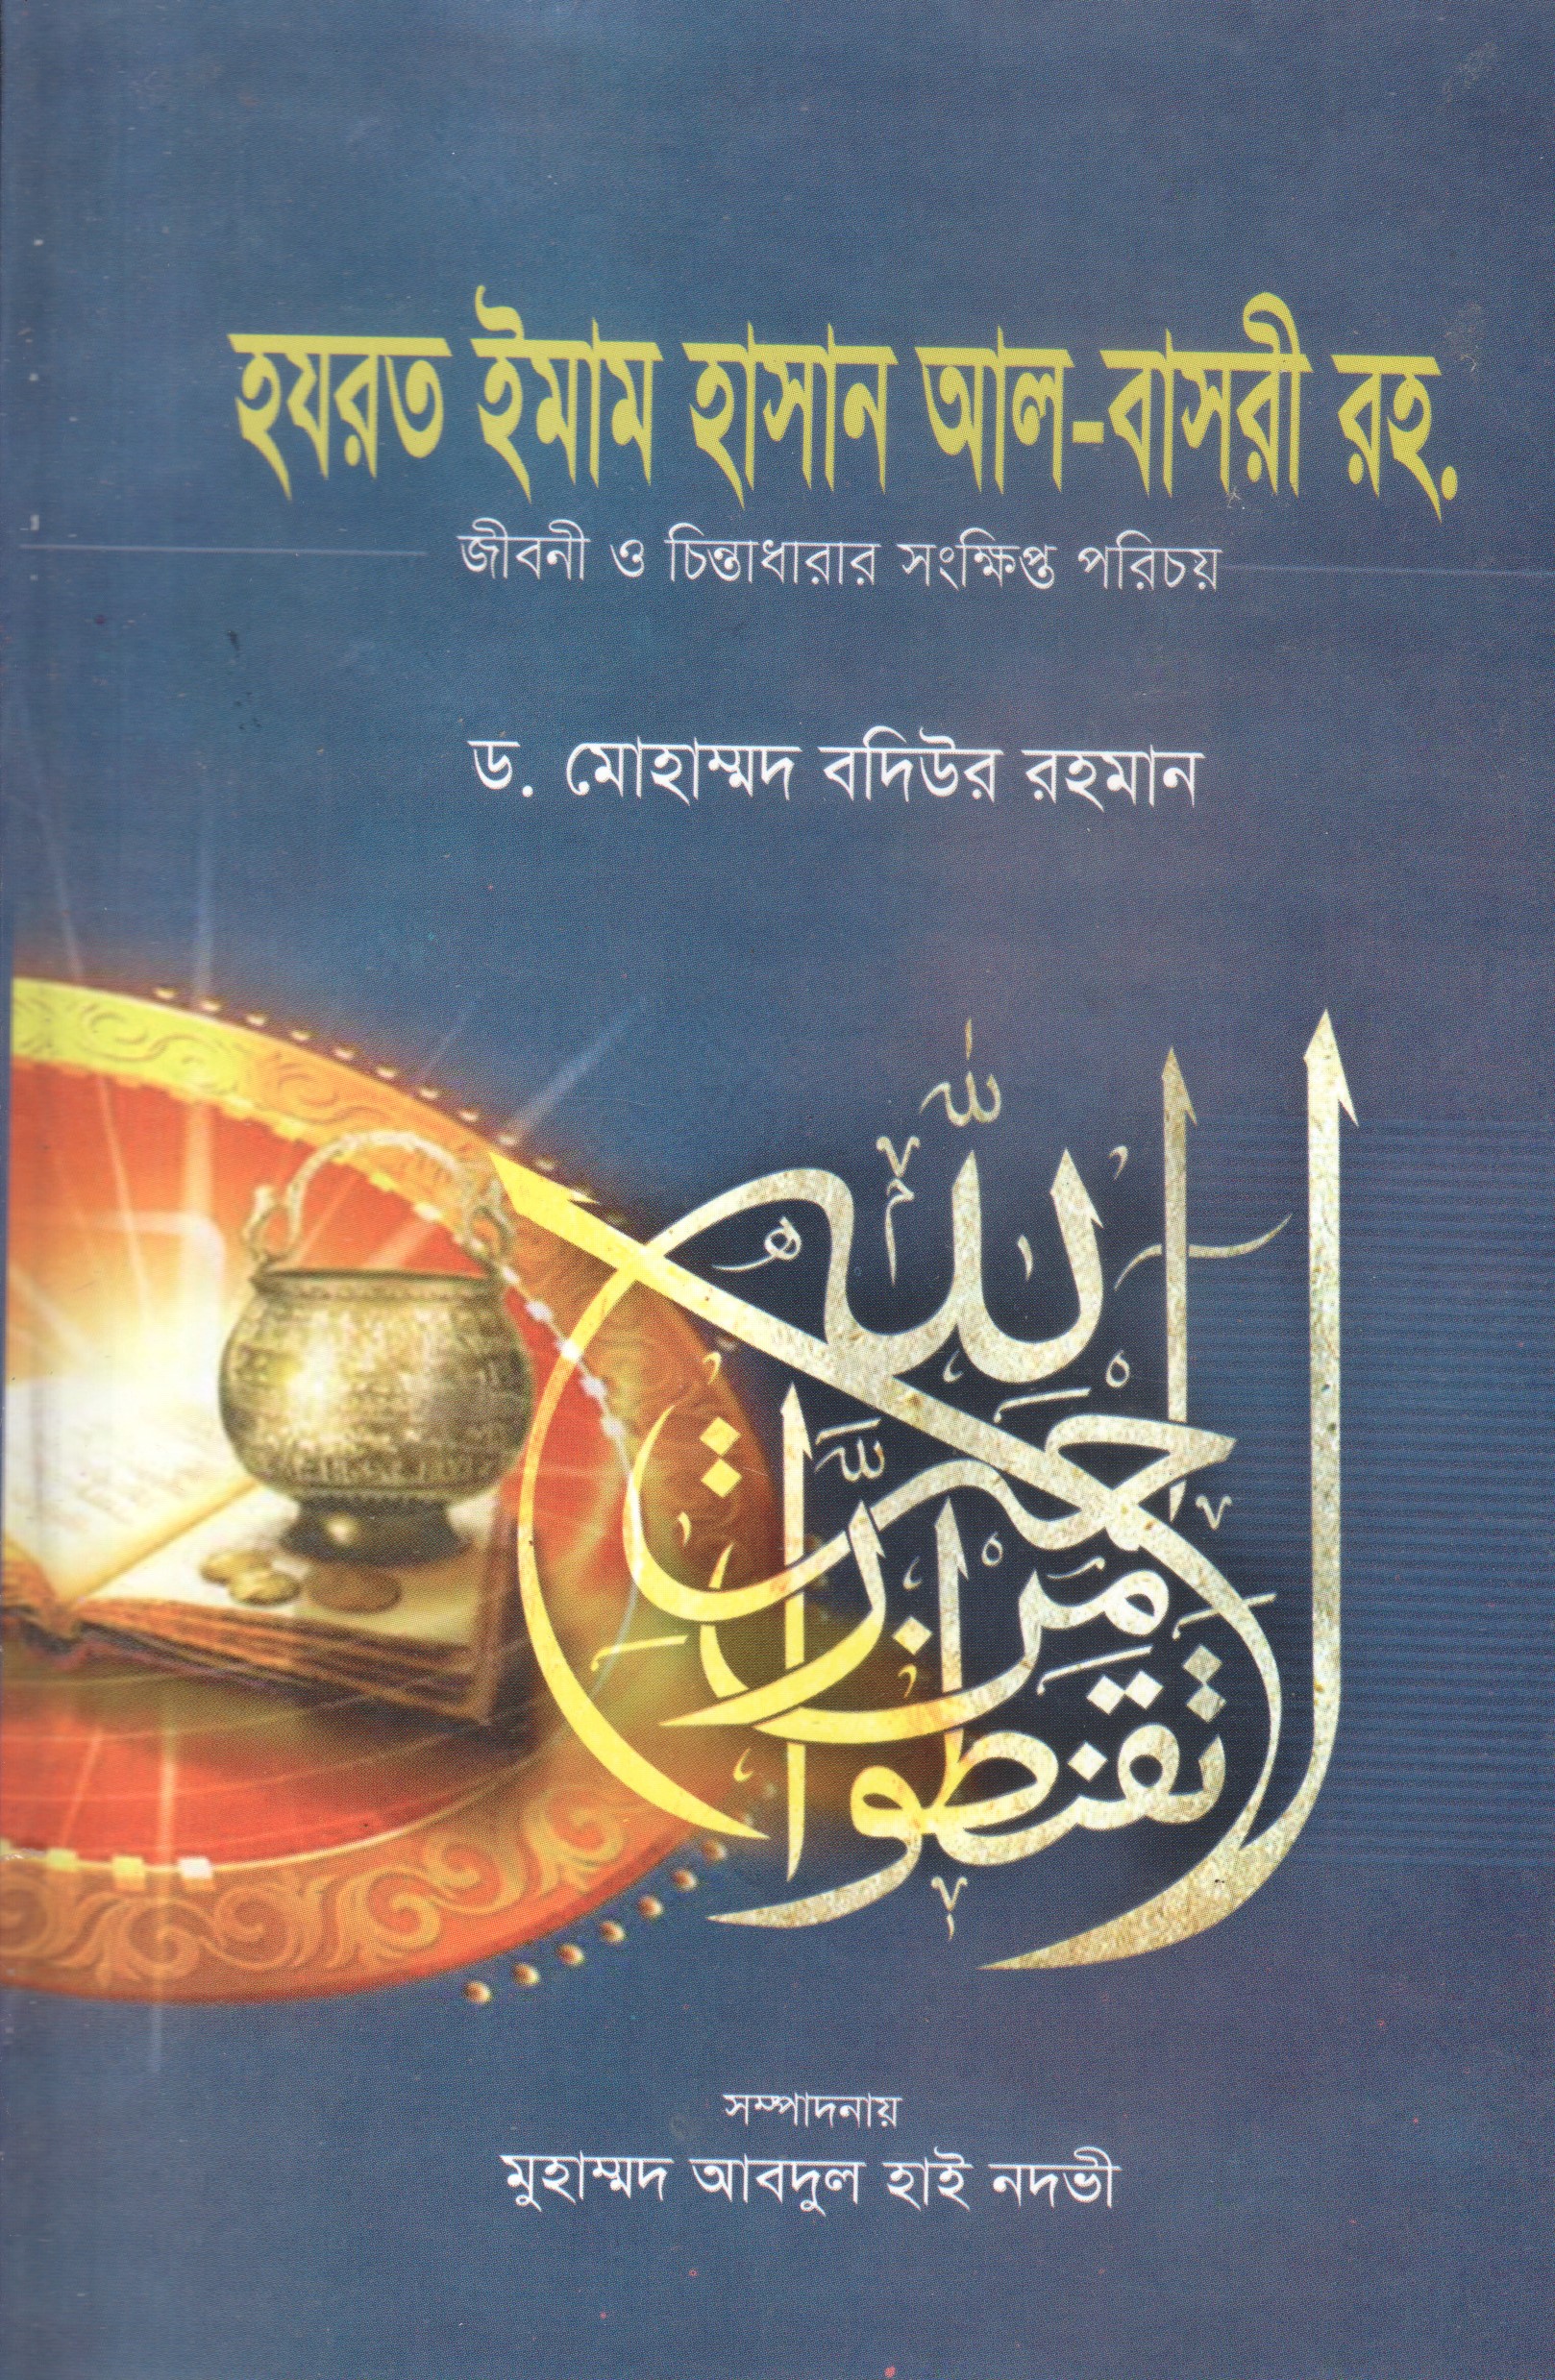 হযরত ইমাম হাসান আল-বাসরী রহ.
জীবনী ও চিন্তাধারার সংক্ষিপ্ত পরিচয়
ড. মোহাম্মদ বদিউর রহমান
لا تقنطوا من رحمة الله
সম্পাদনায়
মুহাম্মদ আবদুল হাই নদভী